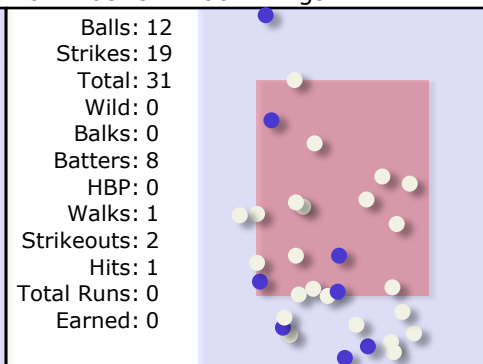 Balls: 12
Strikes: 19
Total: 31
Wild: 0
Balks: 0
Batters: 8
HBP: 0
Walks: 1
Strikeouts: 2
Hits: 1
Total Runs: 0
Earned: 0